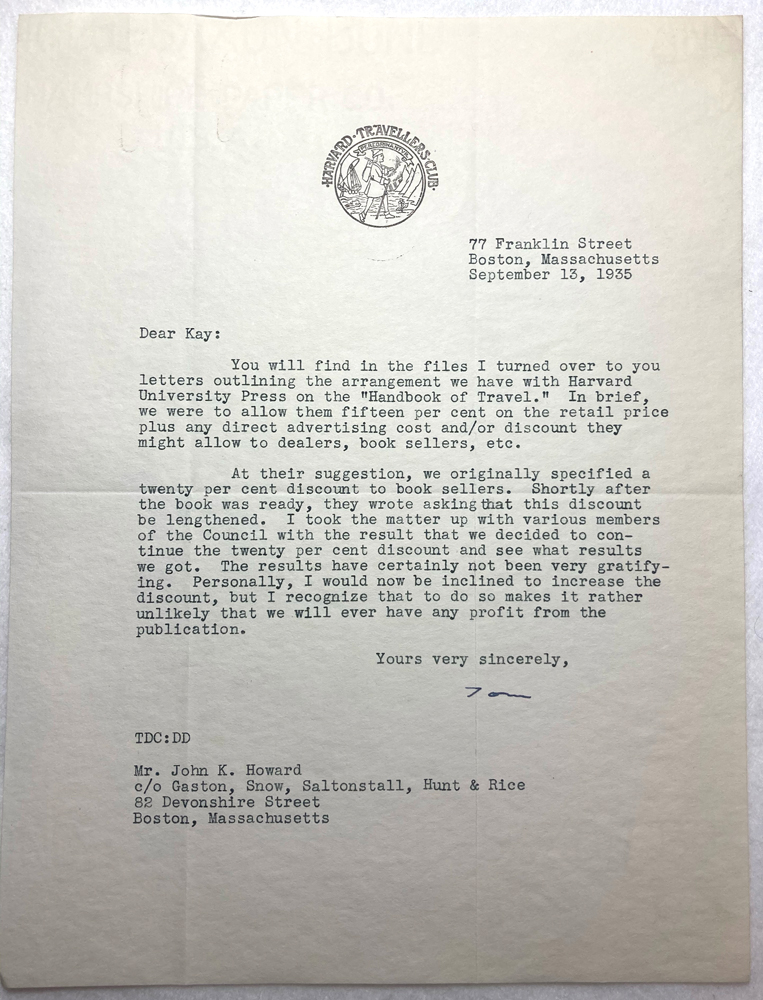 HARVARD·TRAVELLERS·CLUB·
77 Franklin Street
Boston, Massachusetts
September 13, 1935
Dear Kay:
You will find in the files I turned over to you
letters outlining the arrangement we have with Harvard
University Press on the "Handbook of Travel."  In brief,
we were to allow them fifteen per cent on the retail price
plus any direct advertising cost and/or discount they
might allow to dealers, book sellers, etc.
At their suggestion, we originally specified a
twenty per cent discount to book sellers.  Shortly after
the book was ready, they wrote asking that this discount
be lengthened.  I took the matter up with various members
of the Council with the result that we decided to con-
tinue the twenty per cent discount and see what results
we got.  The results have certainly not been very gratify-
ing.  Personally, I would now be inclined to increase the
discount, but I recognize that to do so makes it rather
unlikely that we will ever have any profit from the
publication.
Yours very sincerely,
Tom
TDC:DD
Mr. John K. Howard
c/o Gaston, Snow, Saltonstall, Hunt & Rice
82 Devonshire Street
Boston, Massachusetts